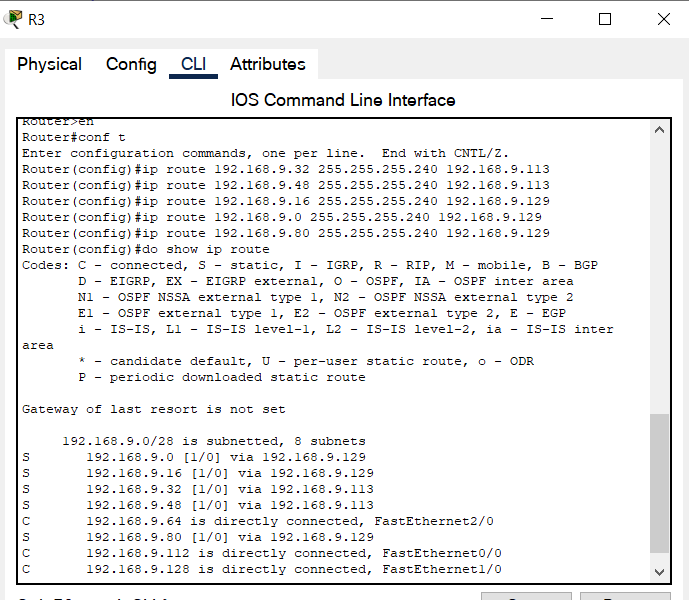 R3
Physical Config CLI Attributes
IOS Command Line Interface
Router>en
Router#conf t
Enter configuration commands, one per line.  End with CNTL/Z.
Router(config)#ip route 192.168.9.32 255.255.255.240 192.168.9.113
Router(config)#ip route 192.168.9.48 255.255.255.240 192.168.9.113
Router(config)#ip route 192.168.9.16 255.255.255.240 192.168.9.129
Router(config)#ip route 192.168.9.0 255.255.255.240 192.168.9.129
Router(config)#ip route 192.168.9.80 255.255.255.240 192.168.9.129
Router(config)#do show ip route
Codes: C - connected, S - static, I - IGRP, R - RIP, M - mobile, B - BGP
       D - EIGRP, EX - EIGRP external, O - OSPF, IA - OSPF inter area
       N1 - OSPF NSSA external type 1, N2 - OSPF NSSA external type 2
       E1 - OSPF external type 1, E2 - OSPF external type 2, E - EGP
       i - IS-IS, L1 - IS-IS level-1, L2 - IS-IS level-2, ia - IS-IS inter
area
       * - candidate default, U - per-user static route, o - ODR
       P - periodic downloaded static route
Gateway of last resort is not set
     192.168.9.0/28 is subnetted, 8 subnets
S       192.168.9.0 [1/0] via 192.168.9.129
S       192.168.9.16 [1/0] via 192.168.9.129
S       192.168.9.32 [1/0] via 192.168.9.113
S       192.168.9.48 [1/0] via 192.168.9.113
C       192.168.9.64 is directly connected, FastEthernet2/0
S       192.168.9.80 [1/0] via 192.168.9.129
C       192.168.9.112 is directly connected, FastEthernet0/0
C       192.168.9.128 is directly connected, FastEthernet1/0